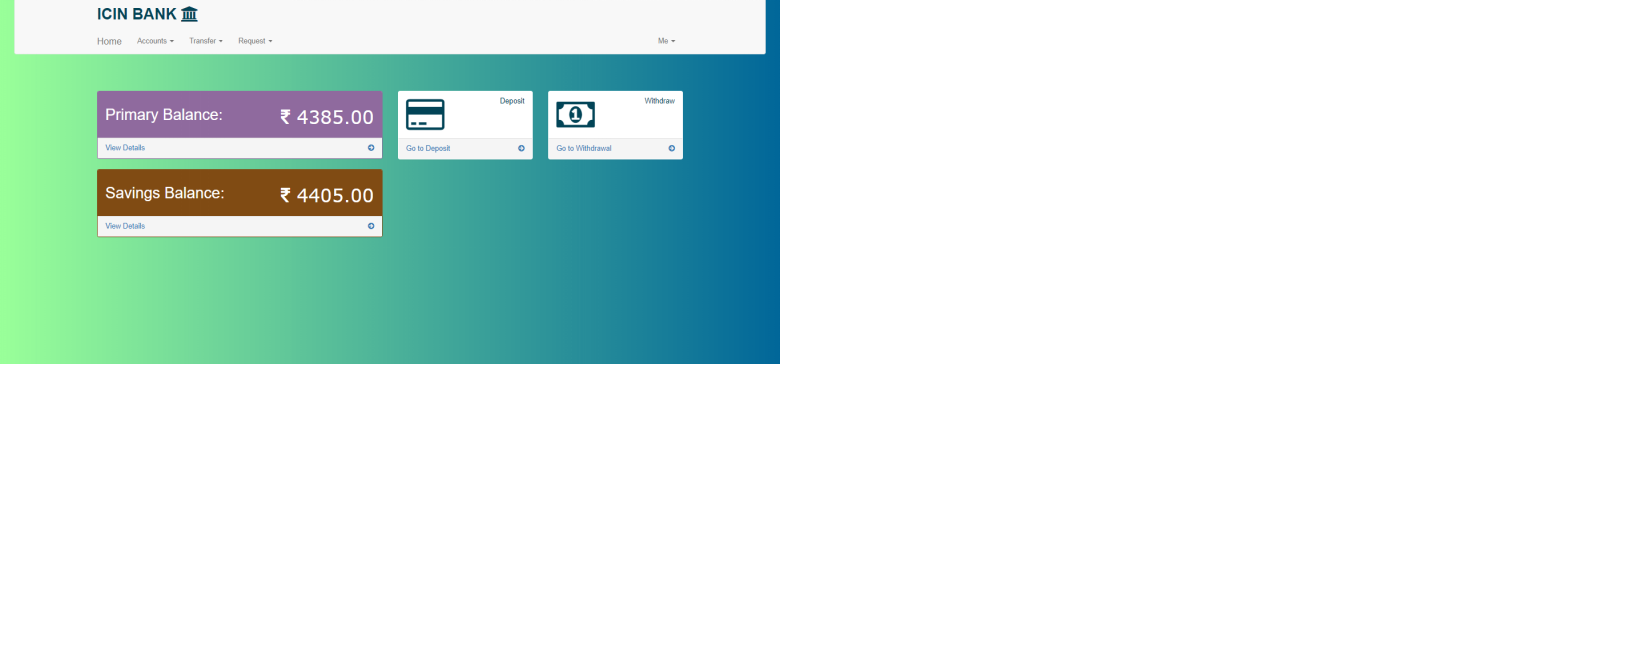 ICIN BANK
Home Accounts Transfer Request Me
Primary Balance: ₹ 4385.00
View Details
Deposit
Go to Deposit
Withdraw
1
Go to Withdrawal
Savings Balance: ₹ 4405.00
View Details